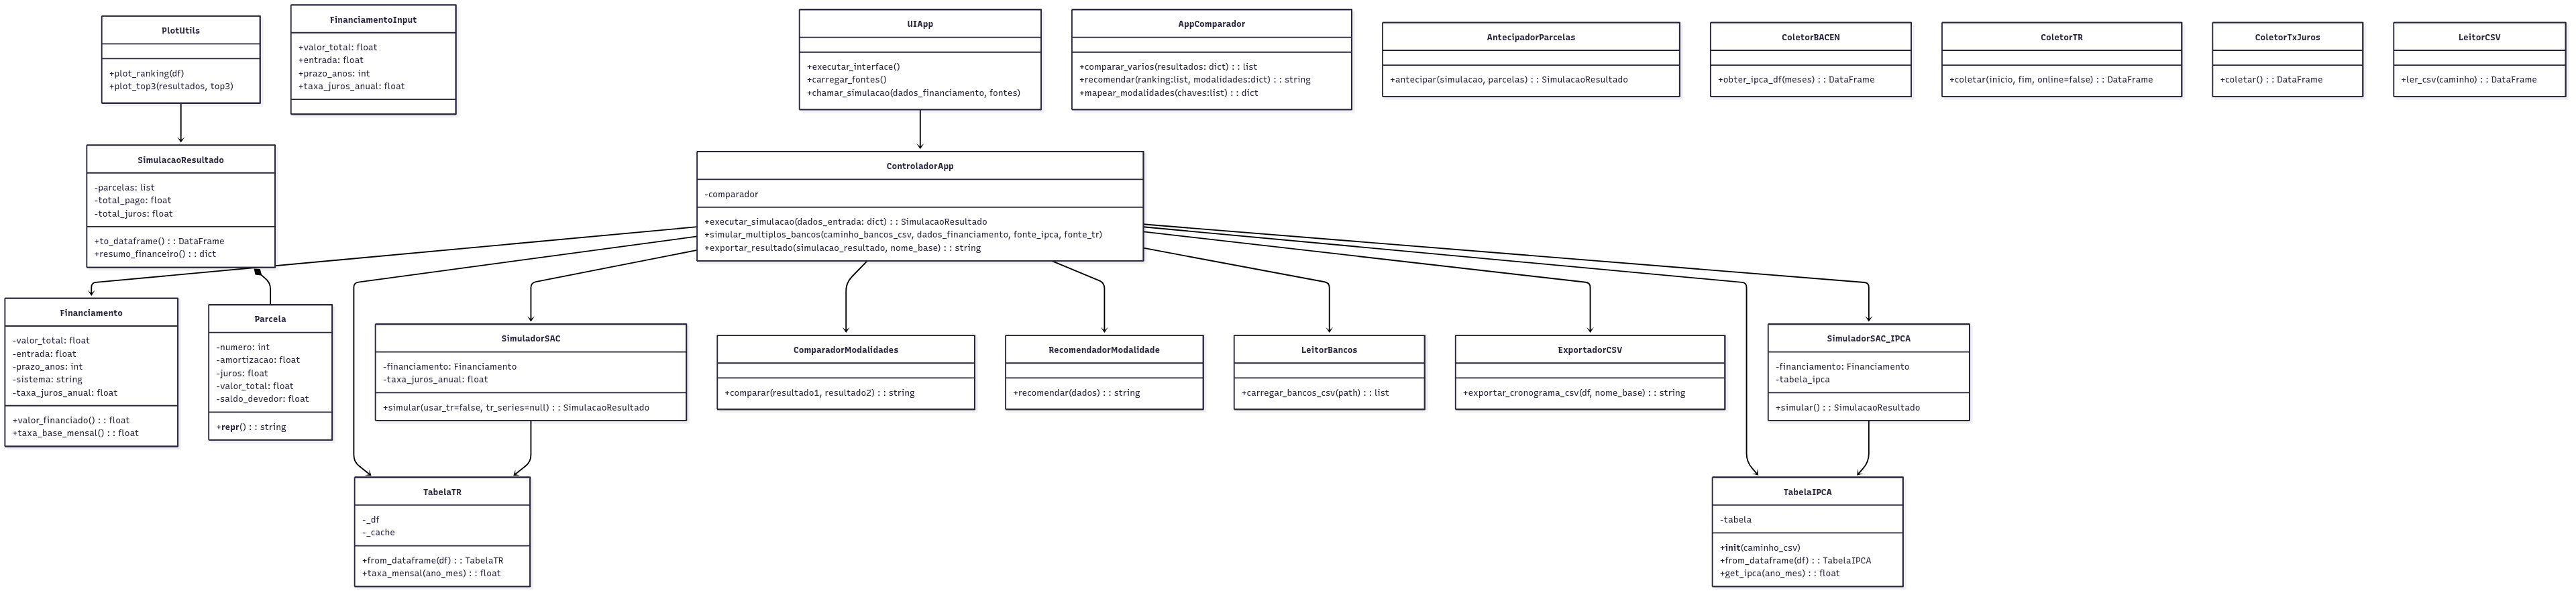 PlotUtils
+plot_ranking(df)
+plot_top3(resultados, top3)
FinanciamentoInput
+valor_total: float
+entrada: float
+prazo_anos: int
+taxa_juros_anual: float
UIApp
+executar_interface()
+carregar_fontes()
+chamar_simulacao(dados_financiamento, fontes)
AppComparador
+comparar_varios(resultados: dict) : : list
+recomendar(ranking:list, modalidades:dict) : : string
+mapear_modalidades(chaves:list) : : dict
AntecipadorParcelas
+antecipar(simulacao, parcelas) : : SimulacaoResultado
ColetorBACEN
+obter_ipca_df(meses) : : DataFrame
ColetorTR
+coletar(inicio, fim, online=false) : : DataFrame
ColetorTxJuros
+coletar() : : DataFrame
LeitorCSV
+ler_csv(caminho) : : DataFrame
SimulacaoResultado
-parcelas: list
-total_pago: float
-total_juros: float
+to_dataframe() : : DataFrame
+resumo_financeiro() : : dict
ControladorApp
-comparador
+executar_simulacao(dados_entrada: dict) : : SimulacaoResultado
+simular_multiplos_bancos(caminho_bancos_csv, dados_financiamento, fonte_ipca, fonte_tr)
+exportar_resultado(simulacao_resultado, nome_base) : : string
Financiamento
-valor_total: float
-entrada: float
-prazo_anos: int
-sistema: string
-taxa_juros_anual: float
+valor_financiado() : : float
+taxa_base_mensal() : : float
Parcela
-numero: int
-amortizacao: float
-juros: float
-valor_total: float
-saldo_devedor: float
+repr() : : string
SimuladorSAC
-financiamento: Financiamento
-taxa_juros_anual: float
+simular(usar_tr=false, tr_series=null) : : SimulacaoResultado
ComparadorModalidades
+comparar(resultado1, resultado2) : : string
RecomendadorModalidade
+recomendar(dados) : : string
LeitorBancos
+carregar_bancos_csv(path) : : list
ExportadorCSV
+exportar_cronograma_csv(df, nome_base) : : string
SimuladorSAC_IPCA
-financiamento: Financiamento
-tabela_ipca
+simular() : : SimulacaoResultado
TabelaTR
-_df
-_cache
+from_dataframe(df) : : TabelaTR
+taxa_mensal(ano_mes) : : float
TabelaIPCA
-tabela
+init(caminho_csv)
+from_dataframe(df) : : TabelaIPCA
+get_ipca(ano_mes) : : float